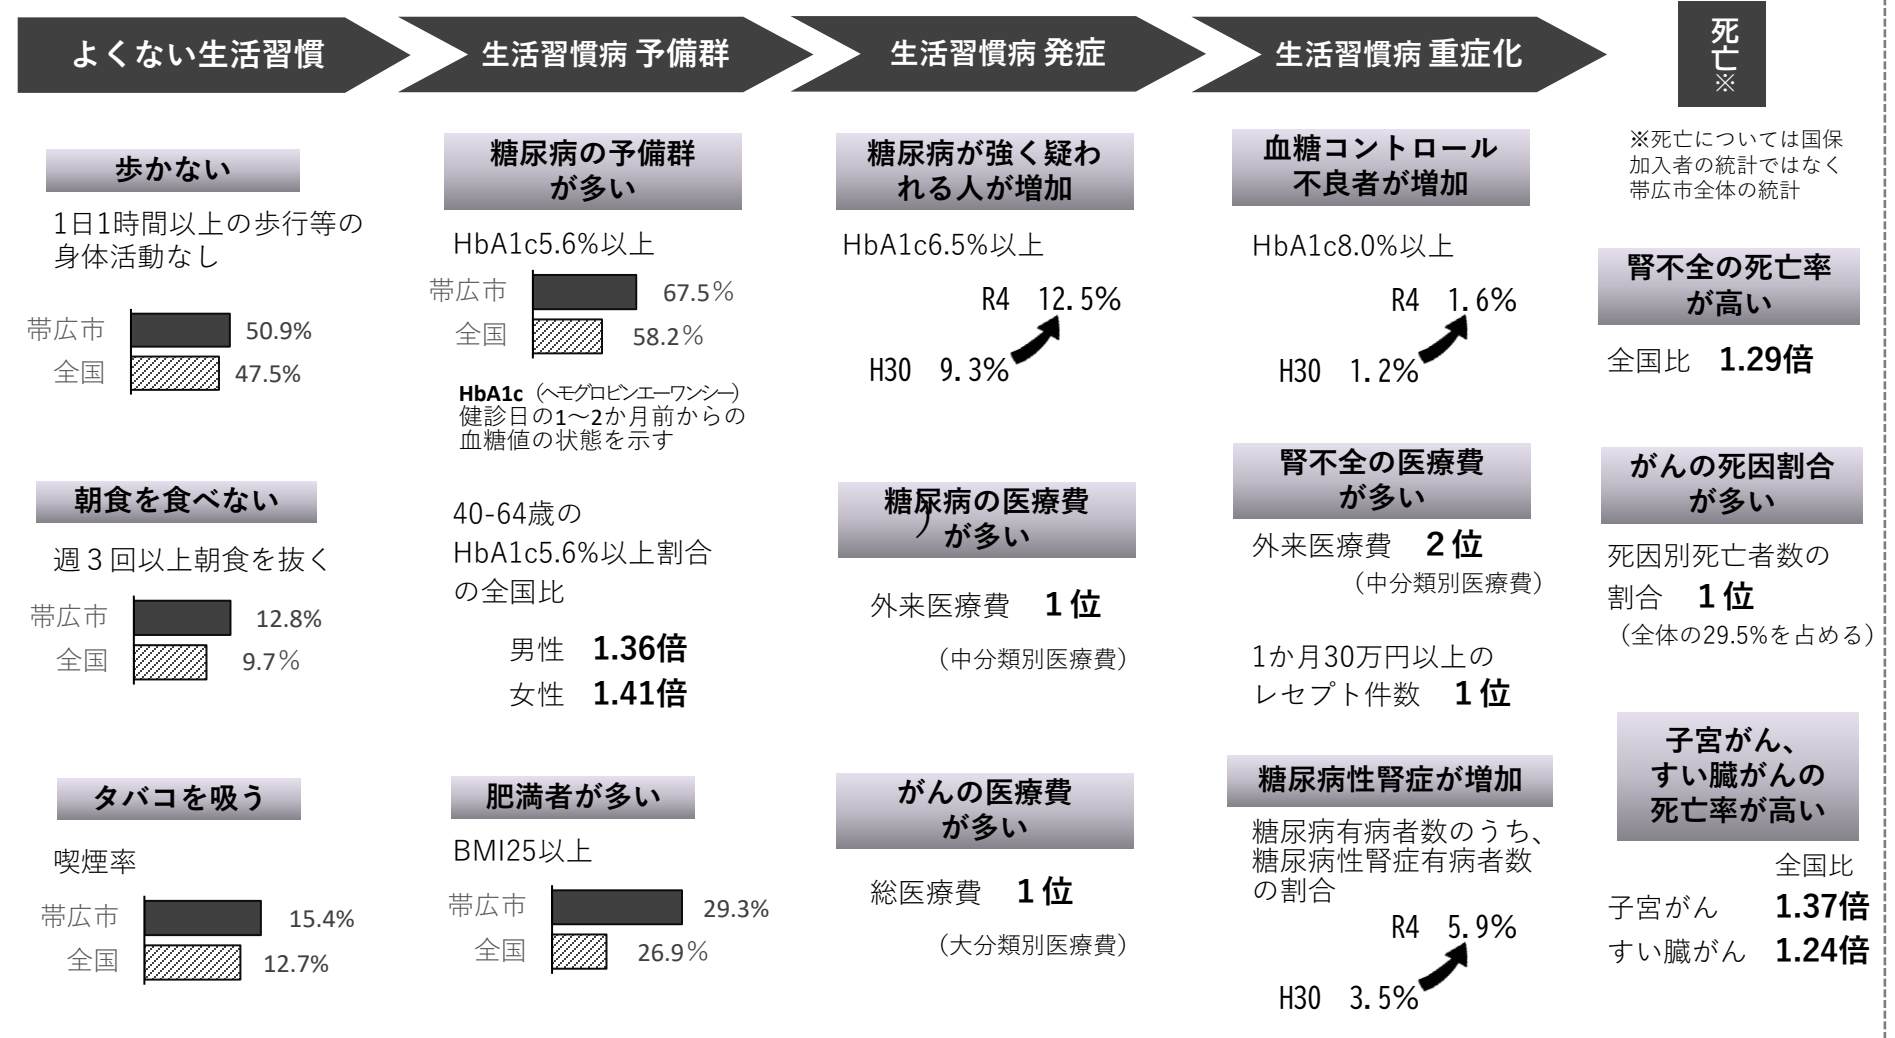 よくない生活習慣
歩かない
1日1時間以上の歩行等の
身体活動なし
帯広市 50.9%
全国 47.5%
朝食を食べない
週３回以上朝食を抜く
帯広市 12.8%
全国 9.7%
タバコを吸う
喫煙率
帯広市 15.4%
全国 12.7%
生活習慣病 予備群
糖尿病の予備群
が多い
HbA1c5.6%以上
帯広市 67.5%
全国 58.2%
HbA1c（ヘモグロビンエーワンシー）
健診日の1～2か月前からの
血糖値の状態を示す
40-64歳の
HbA1c5.6%以上割合
の全国比
男性 1.36倍
女性 1.41倍
肥満者が多い
BMI25以上
帯広市 29.3%
全国 26.9%
生活習慣病 発症
糖尿病が強く疑わ
れる人が増加
HbA1c6.5%以上
R4 12.5%
H30 9.3%
糖尿病の医療費
）
が多い
外来医療費 １位
（中分類別医療費）
がんの医療費
が多い
総医療費 １位
（大分類別医療費）
生活習慣病 重症化
血糖コントロール
不良者が増加
HbA1c8.0%以上
R4 1.6%
H30 1.2%
腎不全の医療費
が多い
外来医療費 ２位
（中分類別医療費）
1か月30万円以上の
レセプト件数 １位
糖尿病性腎症が増加
糖尿病有病者数のうち、
糖尿病性腎症有病者数
の割合
R4 5.9%
H30 3.5%
死亡※
※死亡については国保
加入者の統計ではなく
帯広市全体の統計
腎不全の死亡率
が高い
全国比 1.29倍
がんの死因割合
が多い
死因別死亡者数の
割合 １位
（全体の29.5%を占める）
子宮がん、
すい臓がんの
死亡率が高い
全国比
子宮がん 1.37倍
すい臓がん 1.24倍